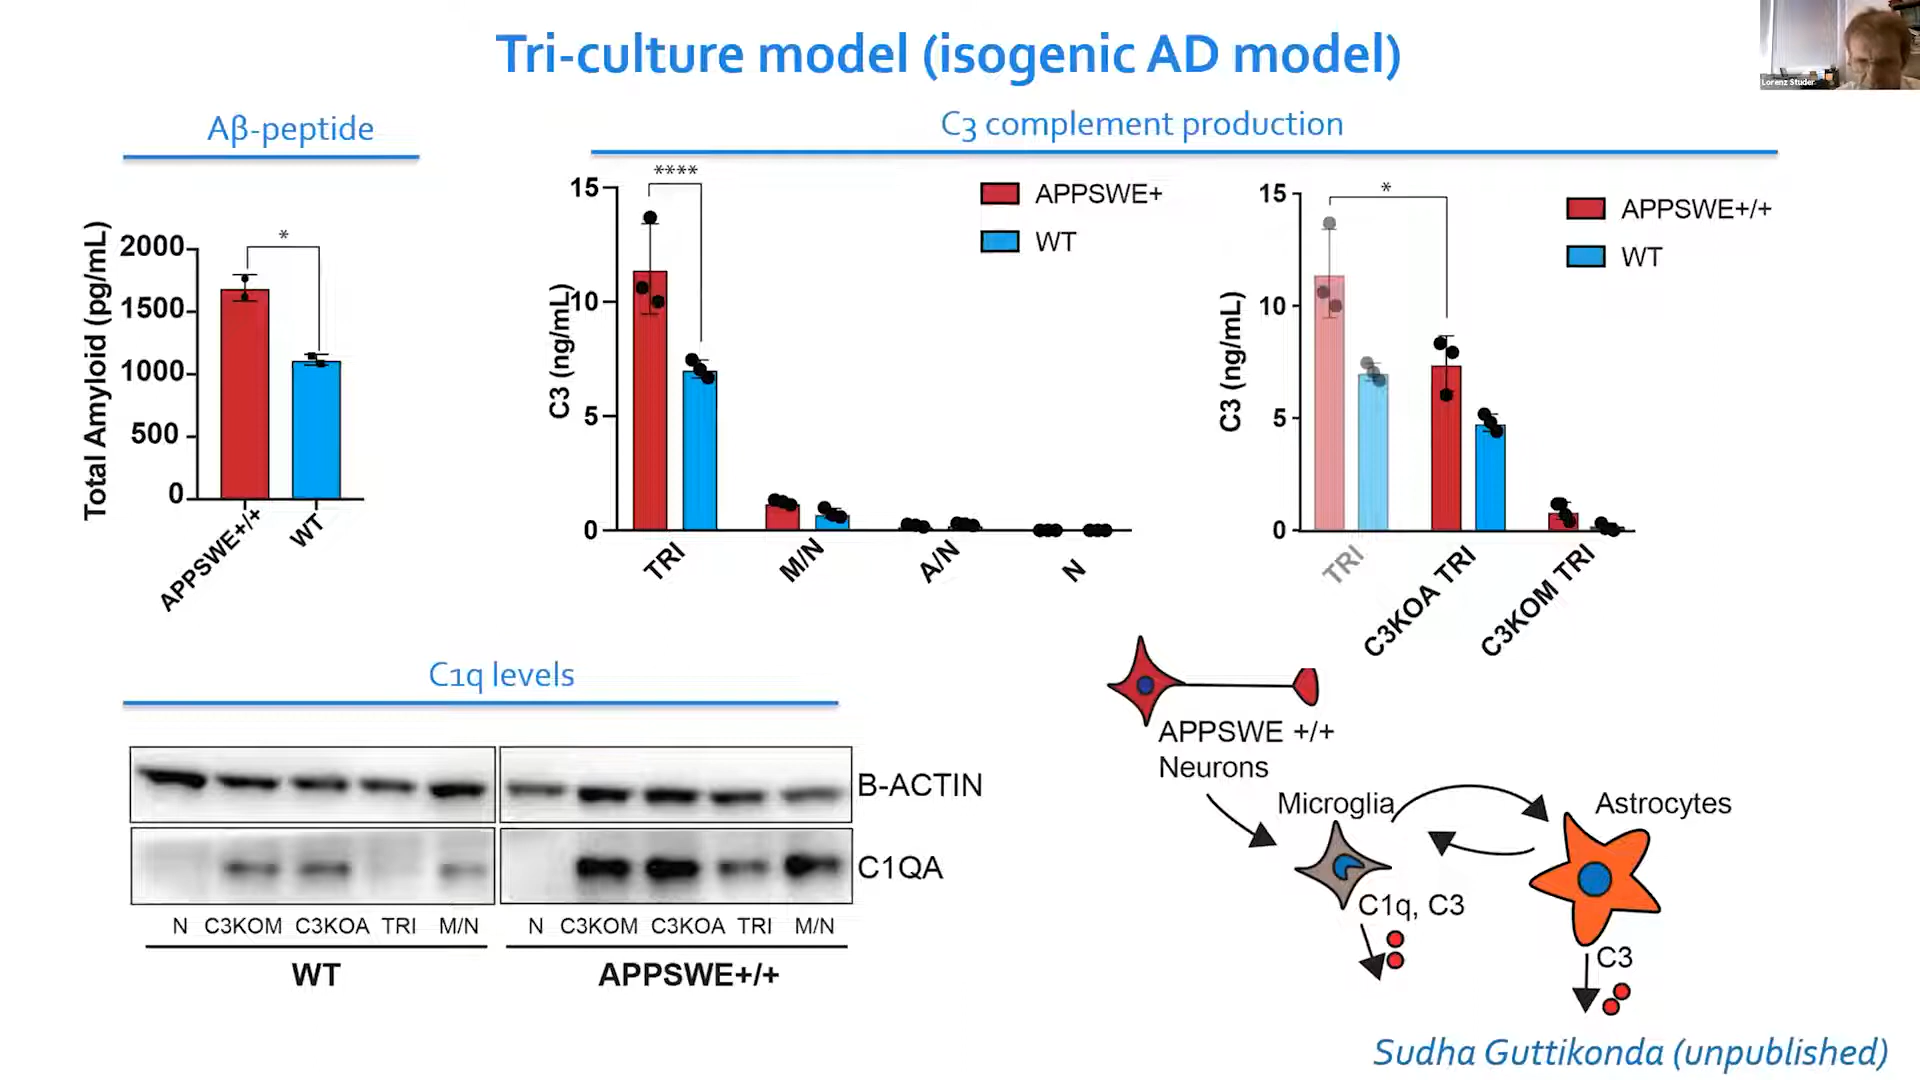 Tri-culture model (isogenic AD model)
Lorenz Studer
Aβ-peptide
Total Amyloid (pg/mL)
2000
1500
1000
500
0
*
APPSWE+/+
WT
C3 complement production
C3 (ng/mL)
15
10
5
0
****
APPSWE+
WT
TRI
M/N
A/N
N
C3 (ng/mL)
15
10
5
0
*
APPSWE+/+
WT
TRI
C3KOA TRI
C3KOM TRI
C1q levels
B-ACTIN
C1QA
N C3KOM C3KOA TRI M/N
N C3KOM C3KOA TRI M/N
WT
APPSWE+/+
APPSWE +/+
Neurons
Microglia
Astrocytes
C1q, C3
C3
Sudha Guttikonda (unpublished)